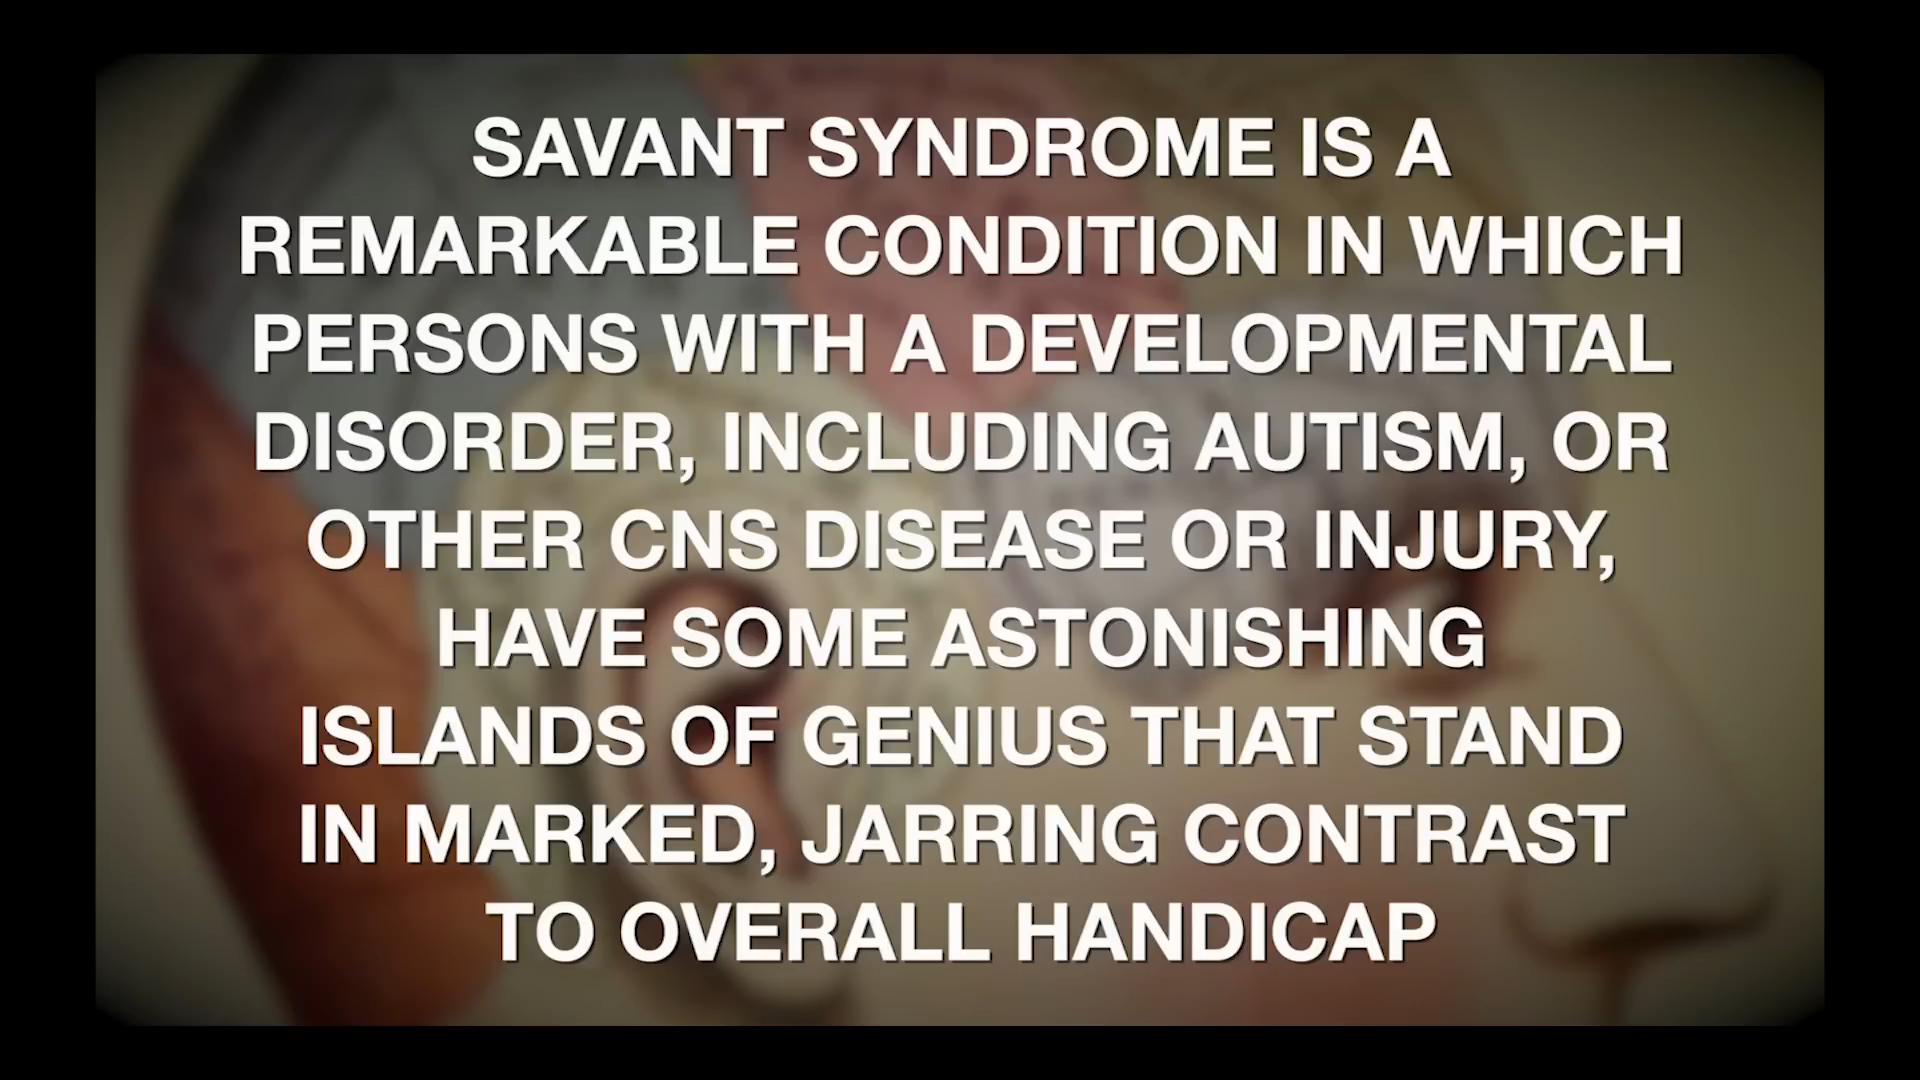 SAVANT SYNDROME IS A
REMARKABLE CONDITION IN WHICH
PERSONS WITH A DEVELOPMENTAL
DISORDER, INCLUDING AUTISM, OR
OTHER CNS DISEASE OR INJURY,
HAVE SOME ASTONISHING
ISLANDS OF GENIUS THAT STAND
IN MARKED, JARRING CONTRAST
TO OVERALL HANDICAP